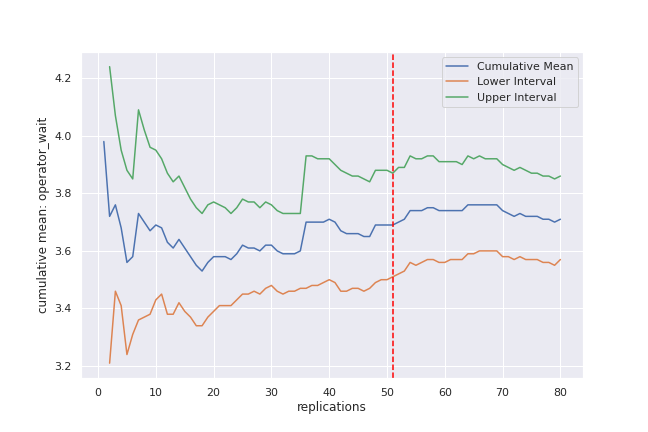 Cumulative Mean
Lower Interval
Upper Interval
4.2
4.0
3.8
3.6
3.4
3.2
cumulative mean: operator_wait
0 10 20 30 40 50 60 70 80
replications